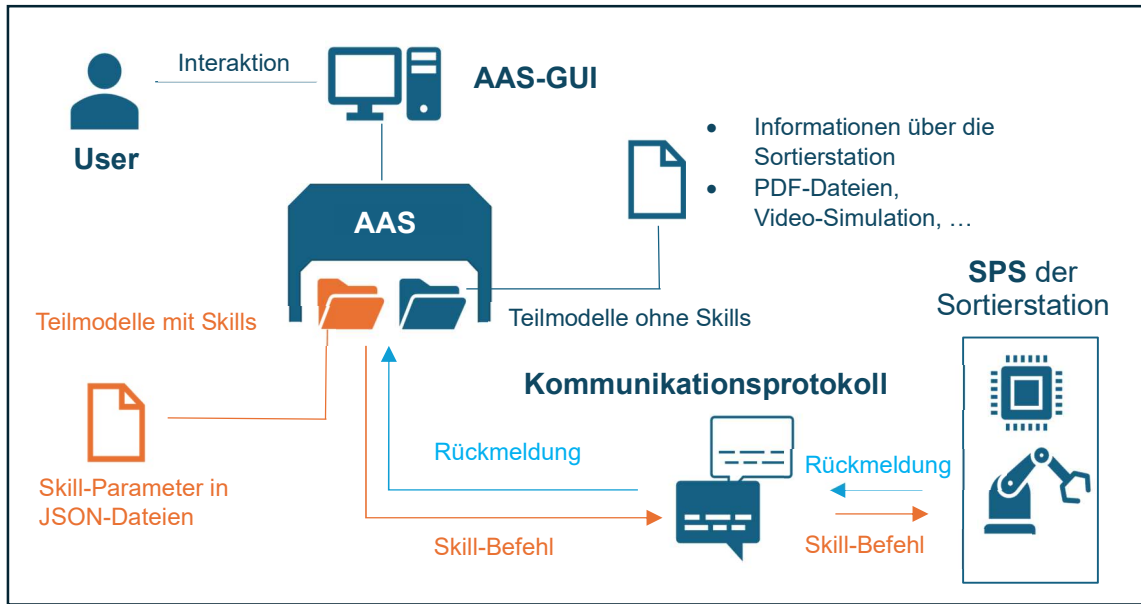 Interaktion
AAS-GUI
User
• Informationen über die
Sortierstation
• PDF-Dateien,
Video-Simulation, …
AAS
SPS der
Sortierstation
Teilmodelle mit Skills
Teilmodelle ohne Skills
Kommunikationsprotokoll
Rückmeldung
Rückmeldung
Skill-Parameter in
JSON-Dateien
Skill-Befehl
Skill-Befehl